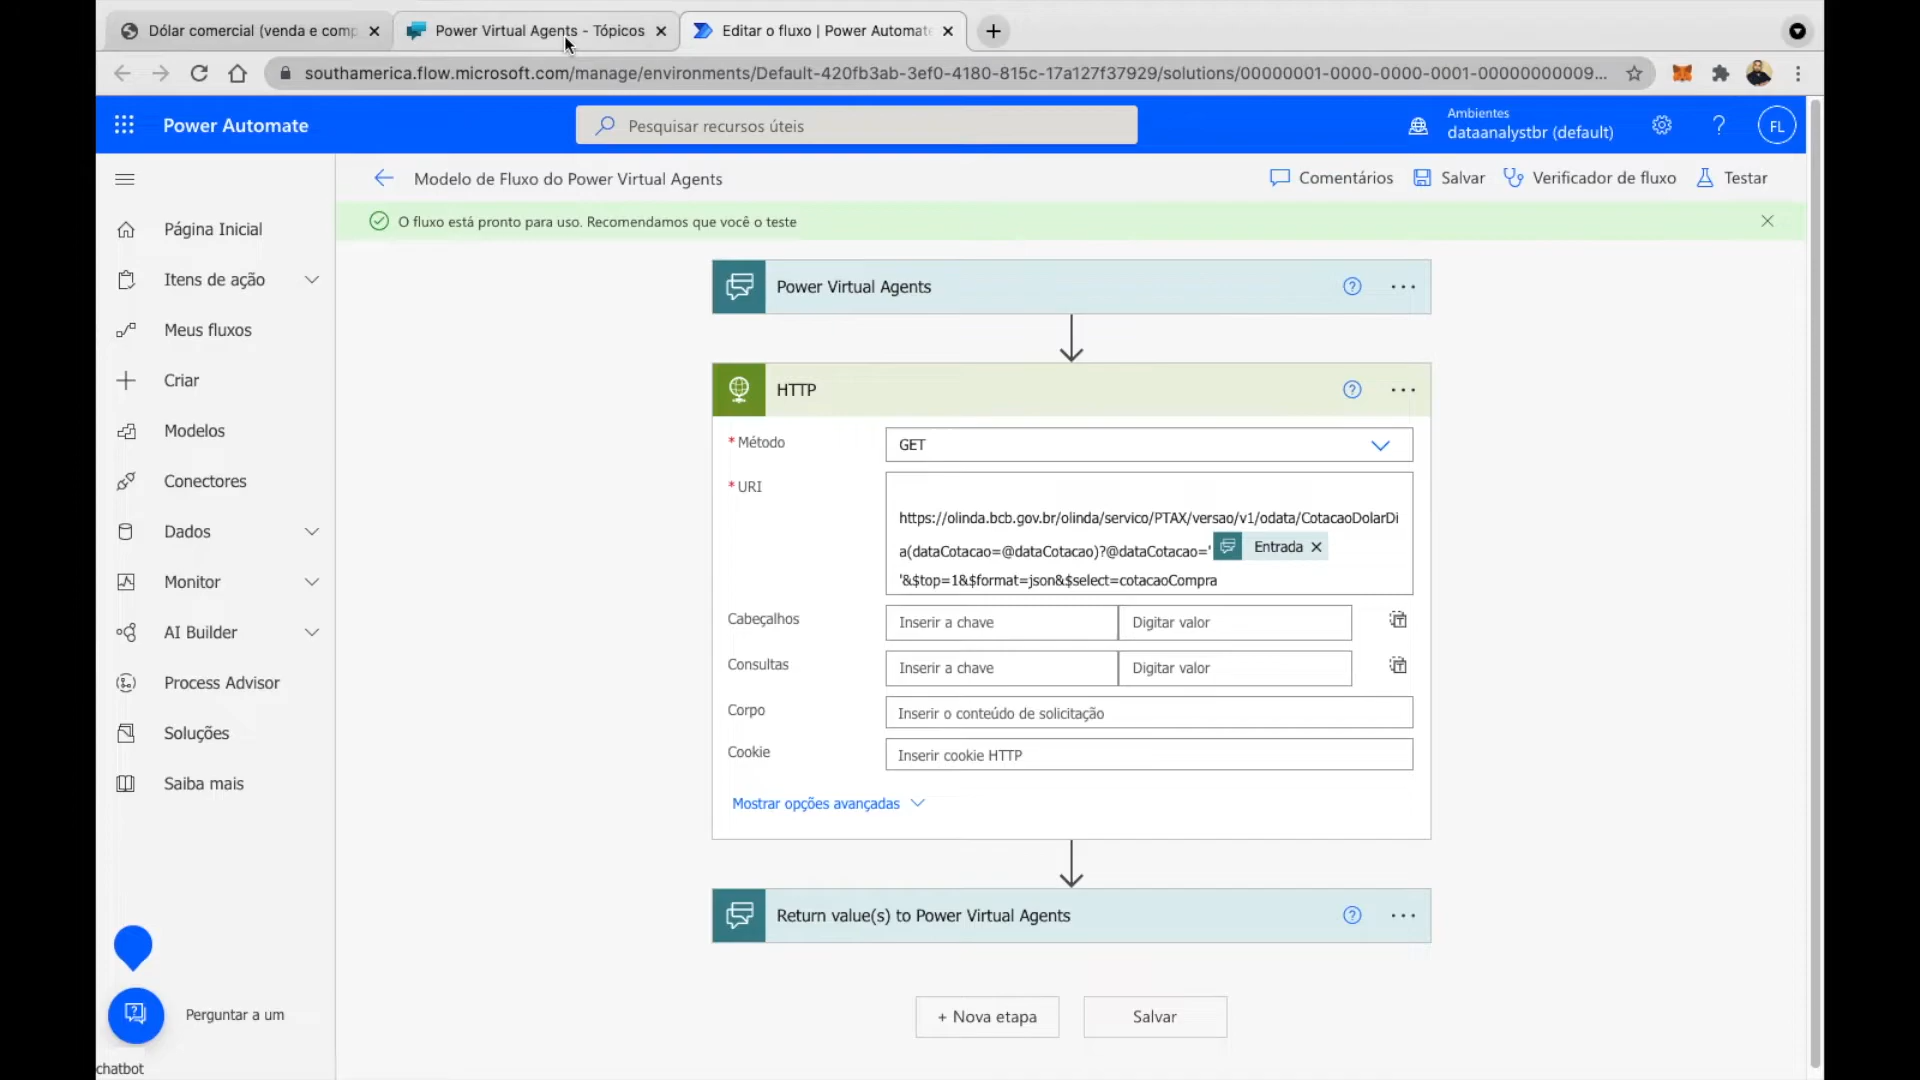 Dólar comercial (venda e comp
Power Virtual Agents - Tópicos
Editar o fluxo | Power Automate
southamerica.flow.microsoft.com/manage/environments/Default-420fb3ab-3ef0-4180-815c-17a127f37929/solutions/00000001-0000-0000-0001-00000000009...
Power Automate
Pesquisar recursos úteis
Ambientes
dataanalystbr (default)
FL
Modelo de Fluxo do Power Virtual Agents
Comentários
Salvar
Verificador de fluxo
Testar
O fluxo está pronto para uso. Recomendamos que você o teste
Página Inicial
Itens de ação
Meus fluxos
Criar
Modelos
Conectores
Dados
Monitor
AI Builder
Process Advisor
Soluções
Saiba mais
Perguntar a um
chatbot
Power Virtual Agents
HTTP
* Método
GET
* URI
https://olinda.bcb.gov.br/olinda/servico/PTAX/versao/v1/odata/CotacaoDolarDi
a(dataCotacao=@dataCotacao)?@dataCotacao=' Entrada
'&$top=1&$format=json&$select=cotacaoCompra
Cabeçalhos
Inserir a chave
Digitar valor
Consultas
Inserir a chave
Digitar valor
Corpo
Inserir o conteúdo de solicitação
Cookie
Inserir cookie HTTP
Mostrar opções avançadas
Return value(s) to Power Virtual Agents
+ Nova etapa
Salvar